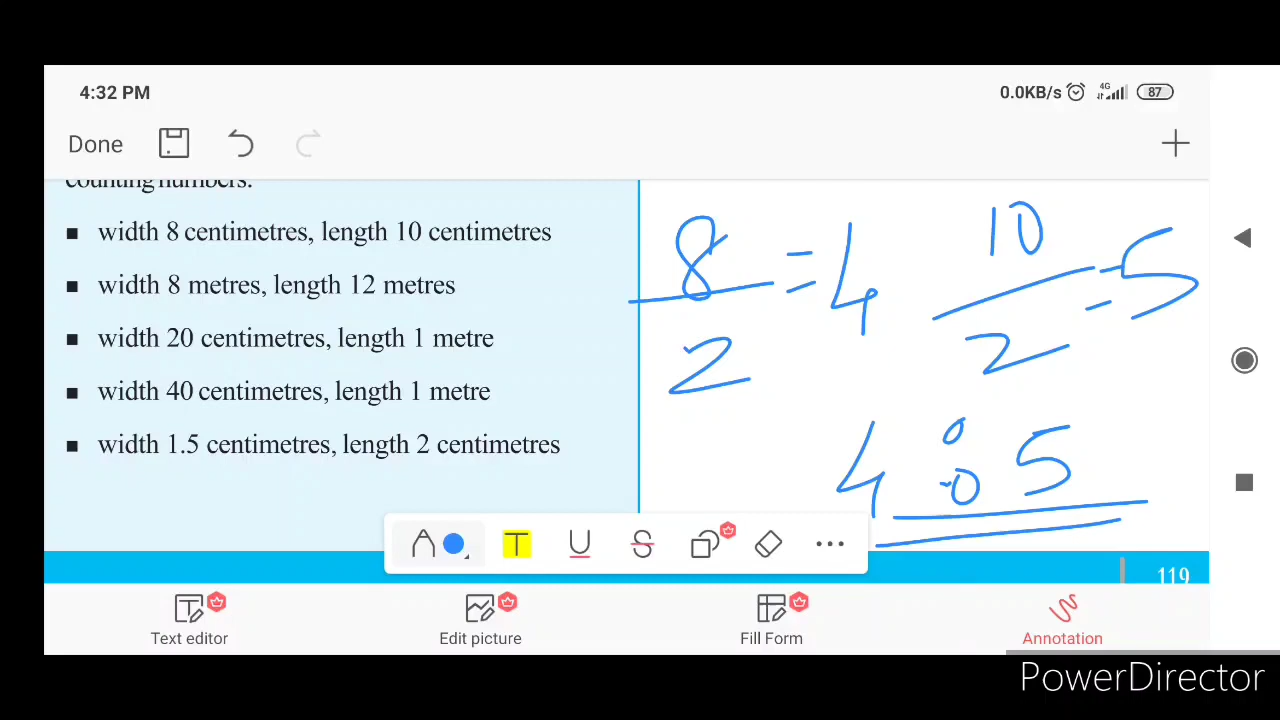 4:32 PM
0.0KB/s 4G 87
Done
counting numbers.
■ width 8 centimetres, length 10 centimetres
■ width 8 metres, length 12 metres
■ width 20 centimetres, length 1 metre
■ width 40 centimetres, length 1 metre
■ width 1.5 centimetres, length 2 centimetres
8/2 = 4
10/2 = 5
4 : 5
T U S
119
Text editor
Edit picture
Fill Form
Annotation
PowerDirector